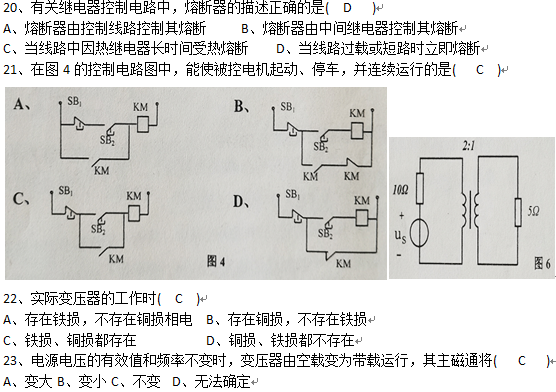 20、有关继电器控制电路中，熔断器的描述正确的是( D )
A、熔断器由控制线路控制其熔断 B、熔断器由中间继电器控制其熔断
C、当线路中因热继电器长时间受热熔断 D、当线路过载或短路时立即熔断
21、在图 4 的控制电路图中，能使被控电机起动、停车，并连续运行的是( C )
A、 SB1 KM
SB2
KM
B、 SB1 KM
SB2
KM KM
C、 SB1 KM
SB2
KM
D、 SB1 KM
SB2
KM
图 4
2:1
10Ω
5Ω
+
us
-
图 6
22、实际变压器的工作时( C )
A、存在铁损，不存在铜损相电 B、存在铜损，不存在铁损
C、铁损、铜损都存在 D、铜损、铁损都不存在
23、电源电压的有效值和频率不变时，变压器由空载变为带载运行，其主磁通将( C )
A、变大 B、变小 C、不变 D、无法确定